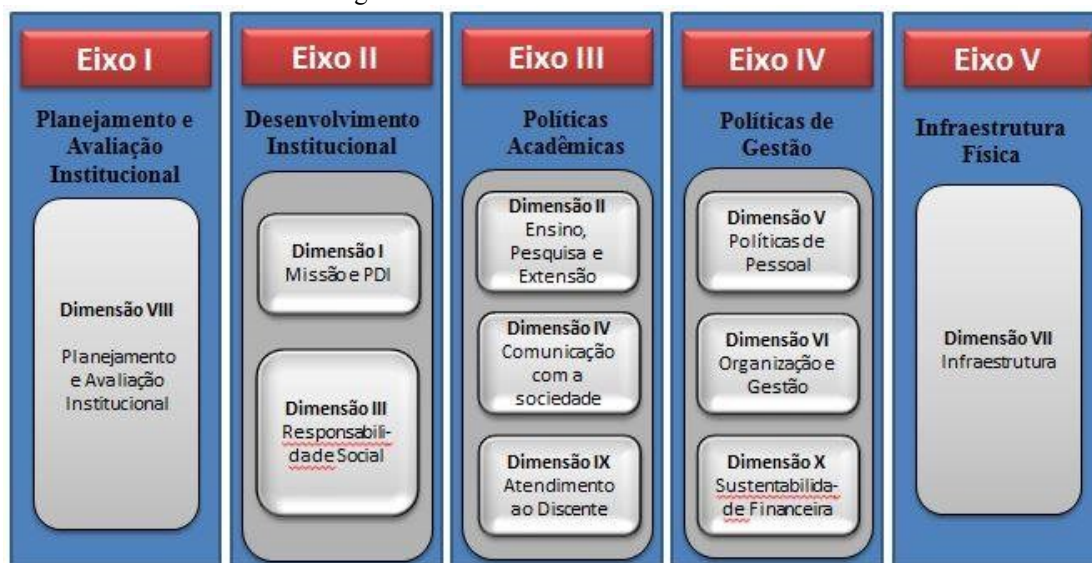 Eixo I
Planejamento e
Avaliação
Institucional
Dimensão VIII
Planejamento
e Avaliação
Institucional
Eixo II
Desenvolvimento
Institucional
Dimensão I
Missão e PDI
Dimensão III
Responsabili-
dade Social
Eixo III
Políticas
Acadêmicas
Dimensão II
Ensino,
Pesquisa e
Extensão
Dimensão IV
Comunicação
com a
sociedade
Dimensão IX
Atendimento
ao Discente
Eixo IV
Políticas de
Gestão
Dimensão V
Políticas de
Pessoal
Dimensão VI
Organização e
Gestão
Dimensão X
Sustentabilida-
de Financeira
Eixo V
Infraestrutura
Física
Dimensão VII
Infraestrutura